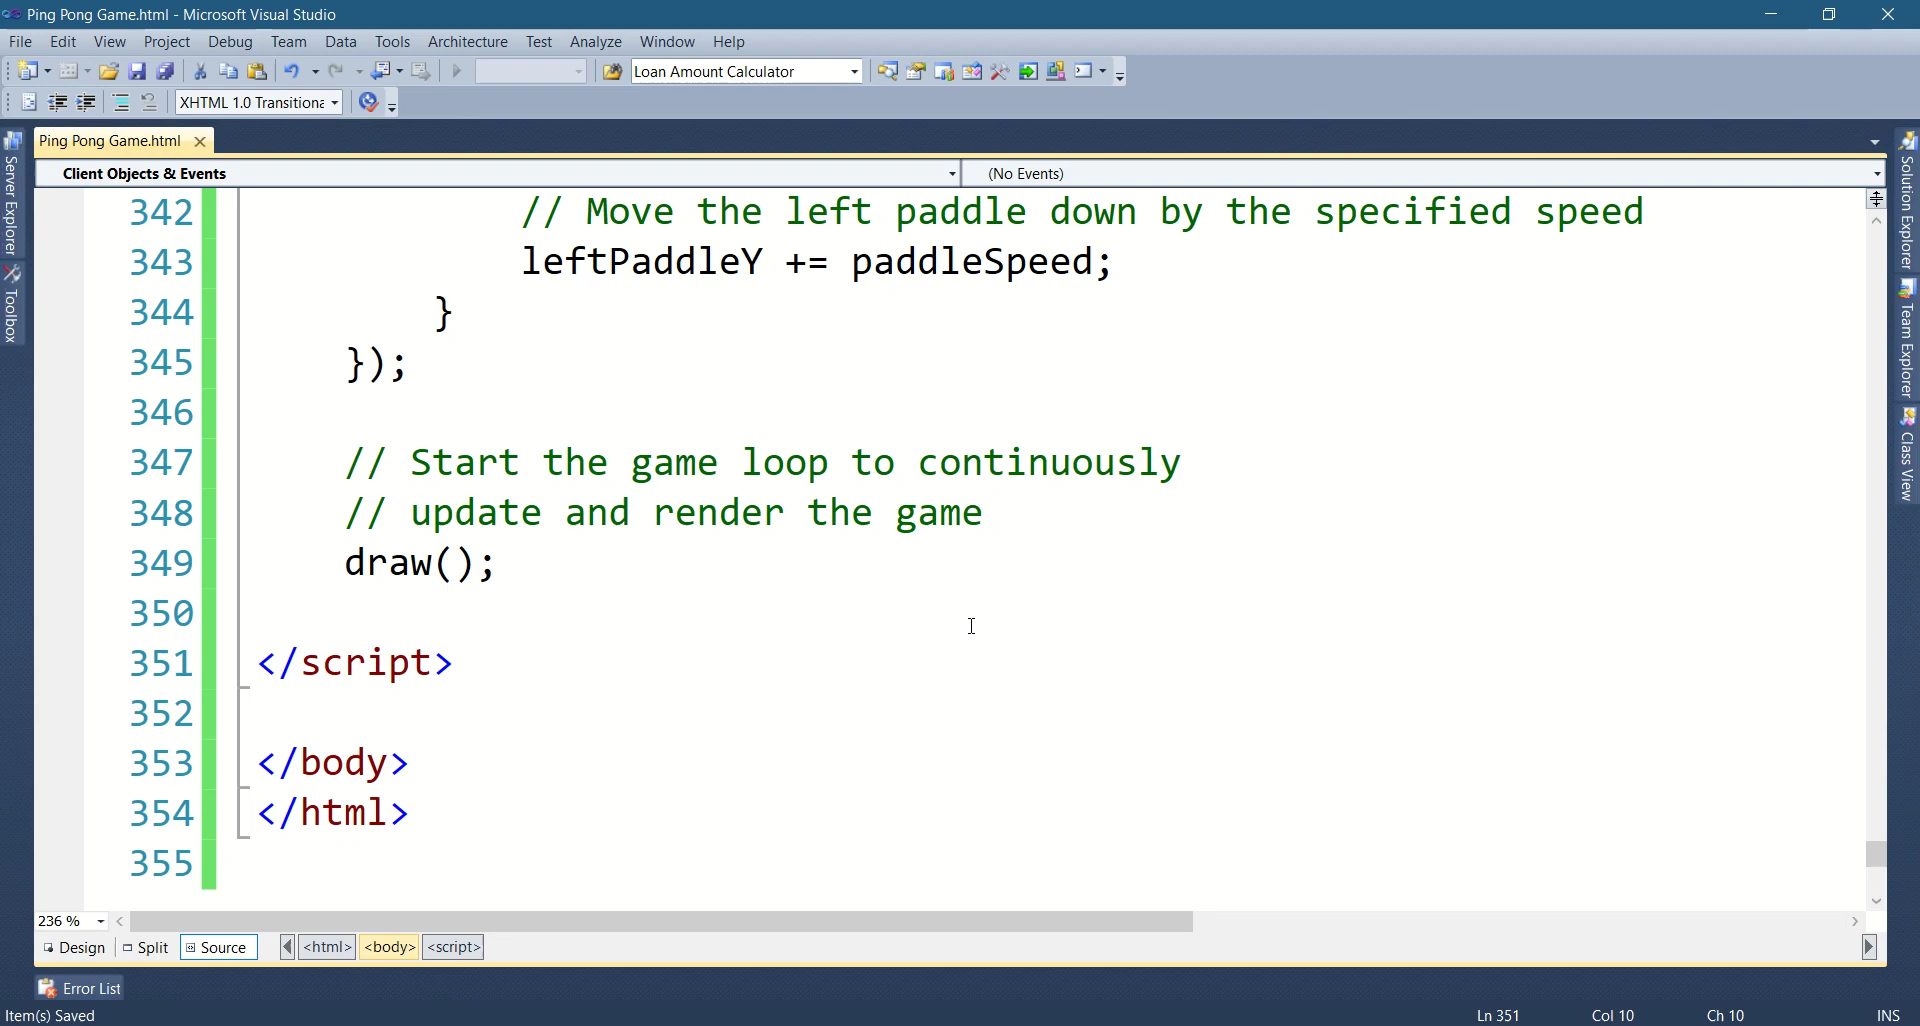 Ping Pong Game.html - Microsoft Visual Studio
File Edit View Project Debug Team Data Tools Architecture Test Analyze Window Help
Loan Amount Calculator
XHTML 1.0 Transitiona
Server Explorer
Toolbox
Ping Pong Game.html
Client Objects & Events
(No Events)
342 // Move the left paddle down by the specified speed
343 leftPaddleY += paddleSpeed;
344 }
345 });
346
347 // Start the game loop to continuously
348 // update and render the game
349 draw();
350
351 </script>
352
353 </body>
354 </html>
355
Solution Explorer
Team Explorer
Class View
236 %
Design Split Source <html> <body> <script>
Error List
Item(s) Saved Ln 351 Col 10 Ch 10 INS